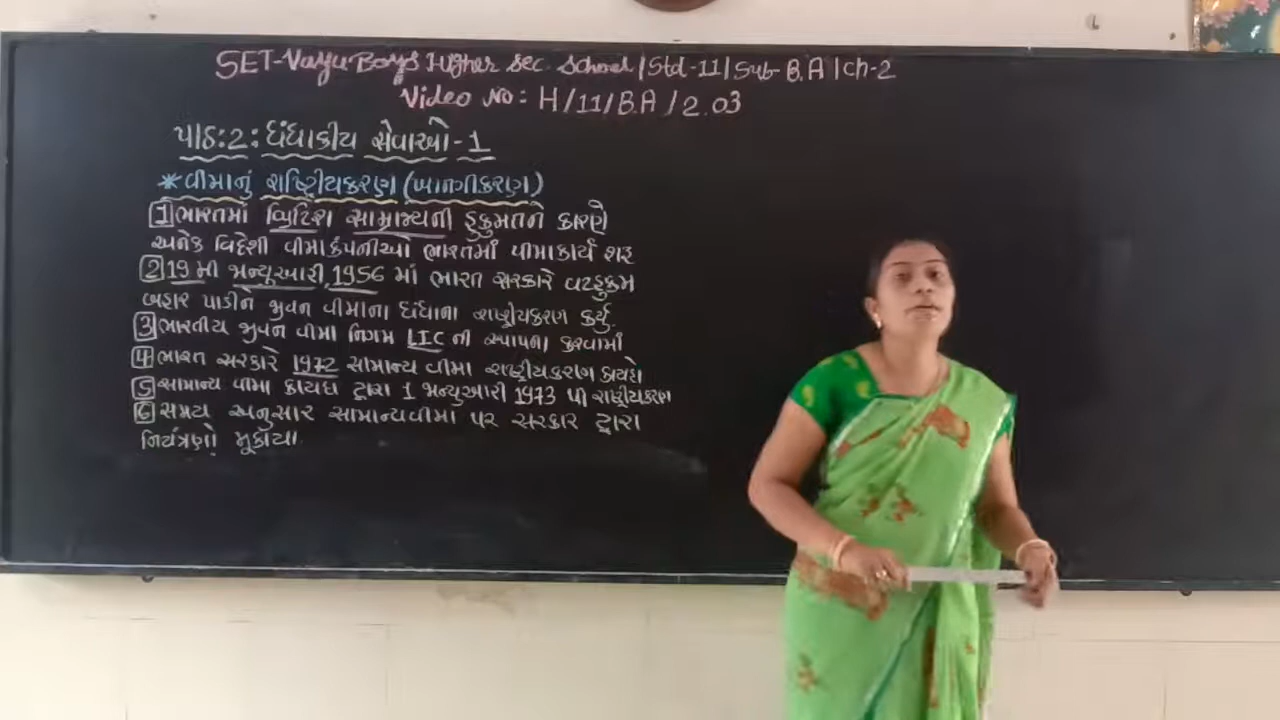 SET-Vayu Boys Higher Sec. School / Std-11 / Sub-B.A / ch-2
Video No: H/11/B.A/2.03
પાઠ:2: ધંધાકીય સેવાઓ-1
*વીમાનું રાષ્ટ્રીયકરણ (ખાનગીકરણ)
1 ભારતમાં બ્રિટિશ સામ્રાજ્યની હુકુમતને કારણે
અનેક વિદેશી વીમાકંપનીઓ ભારતમાં વીમાકાર્ય શરૂ
2 19મી જાન્યુઆરી,1956 માં ભારત સરકારે વટહુકમ
બહાર પાડીને જીવન વીમાના ધંધાના રાષ્ટ્રીયકરણ કર્યુ.
3 ભારતીય જીવન વીમા નિગમ LIC ની સ્થાપના કરવામાં
4 ભારત સરકારે 1972 સામાન્ય વીમા રાષ્ટ્રીયકરણ કાયદો
5 સામાન્ય વીમા કાયદા દ્વારા 1 જાન્યુઆરી 1973 થી રાષ્ટ્રીયકરણ
6 સમય અનુસાર સામાન્યવીમા પર સરકાર દ્વારા
નિયંત્રણો મૂકાયા